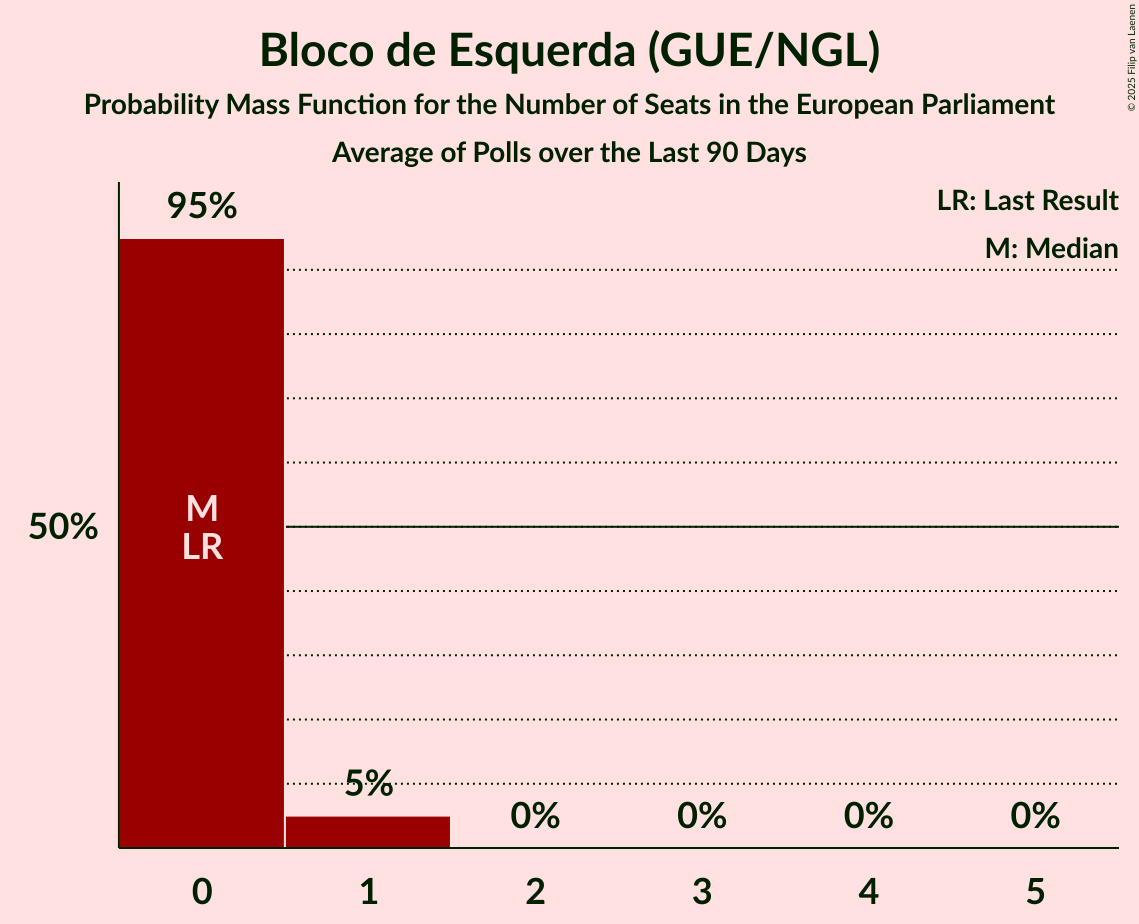 Bloco de Esquerda (GUE/NGL)
Probability Mass Function for the Number of Seats in the European Parliament
Average of Polls over the Last 90 Days
© 2025 Filip van Laenen
LR: Last Result
M: Median
95%
50%
M
LR
5%
0%
0%
0%
0%
0
1
2
3
4
5